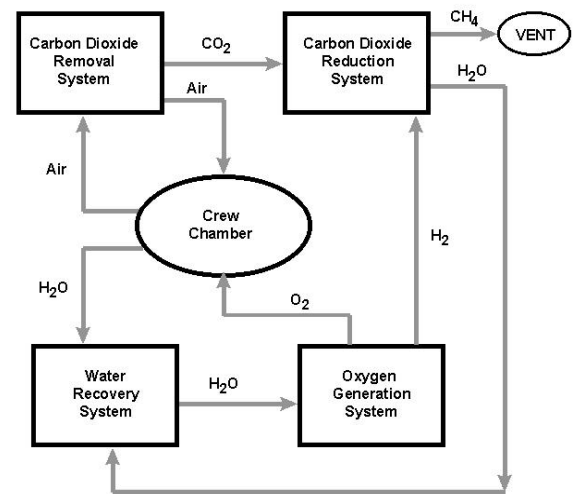 Carbon Dioxide
Removal
System
CO2
Carbon Dioxide
Reduction
System
CH4
VENT
H2O
Air
Air
Crew
Chamber
H2
H2O
O2
Water
Recovery
System
H2O
Oxygen
Generation
System